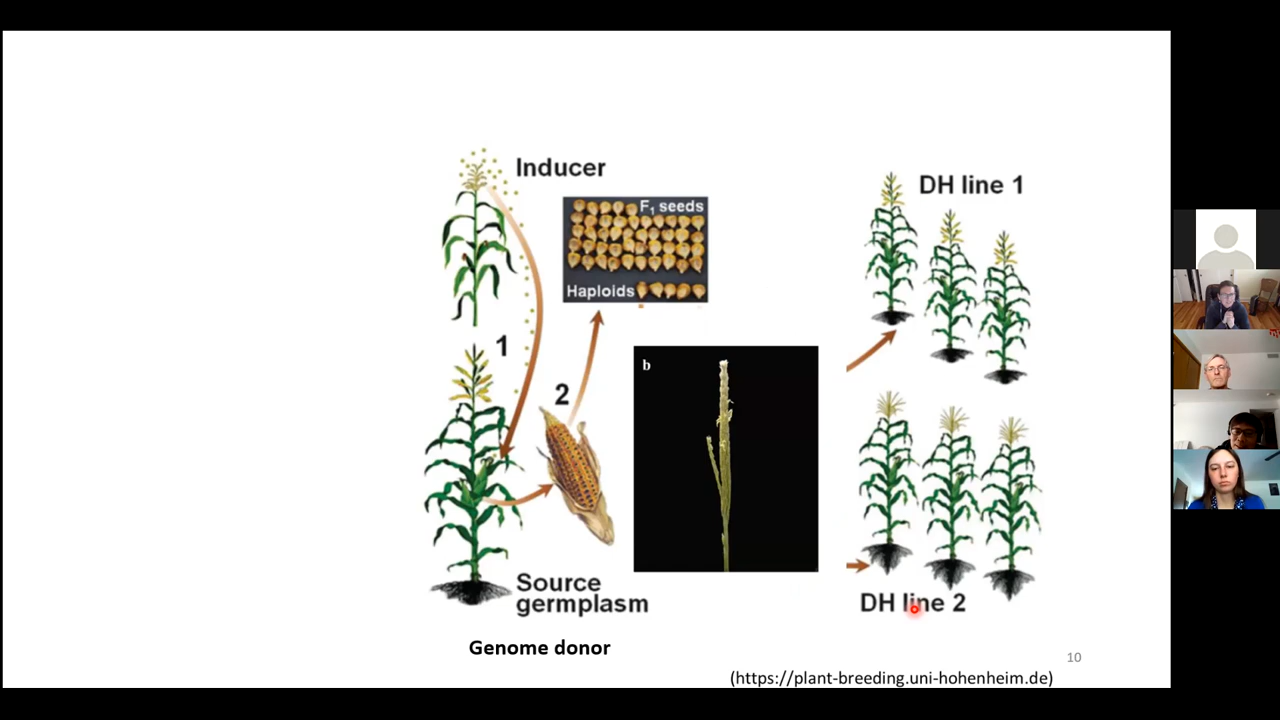 Inducer
F₁ seeds
Haploids
1
2
b
Source
germplasm
Genome donor
DH line 1
DH line 2
10
(https://plant-breeding.uni-hohenheim.de)